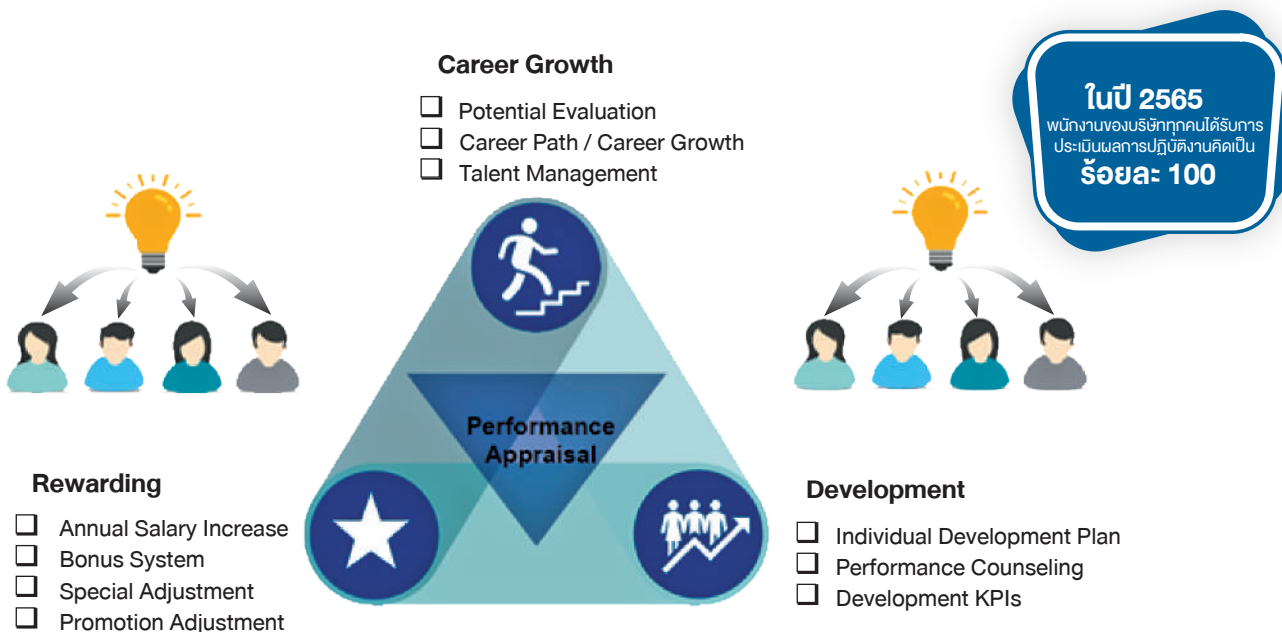 Career Growth
❑ Potential Evaluation
❑ Career Path / Career Growth
❑ Talent Management
ในปี 2565
พนักงานของบริษัททุกคนได้รับการ
ประเมินผลการปฏิบัติงานคิดเป็น
ร้อยละ 100
Performance
Appraisal
Rewarding
❑ Annual Salary Increase
❑ Bonus System
❑ Special Adjustment
❑ Promotion Adjustment
Development
❑ Individual Development Plan
❑ Performance Counseling
❑ Development KPIs